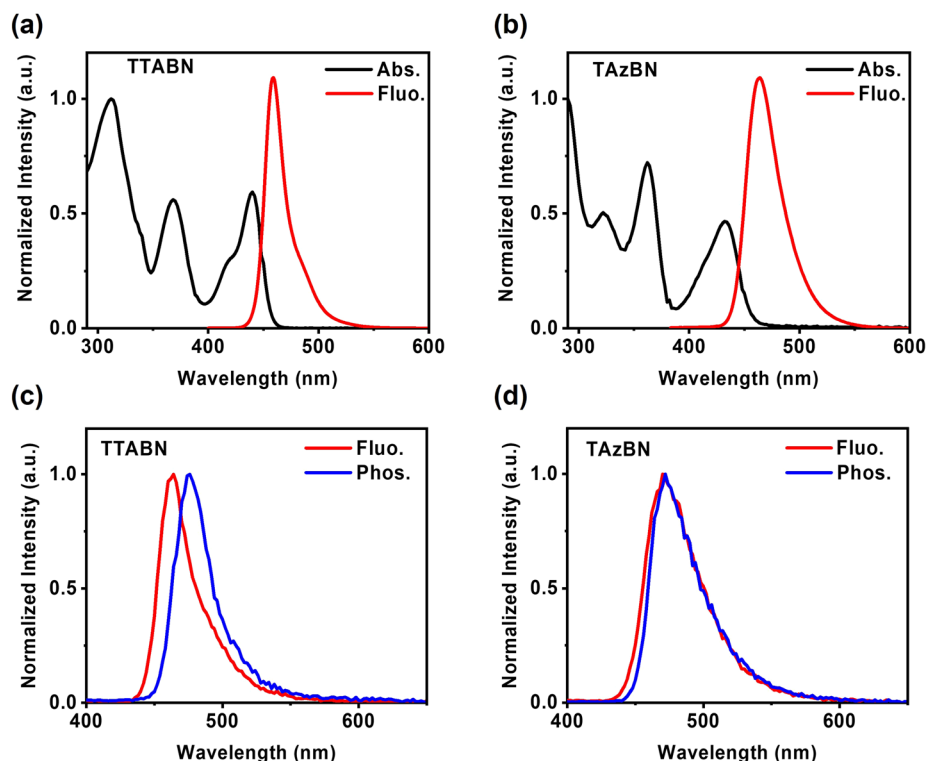 (a)
TTABN
Abs.
Fluo.
Normalized Intensity (a.u.)
1.0
0.5
0.0
300 400 500 600
Wavelength (nm)
(b)
TAzBN
Abs.
Fluo.
Normalized Intensity (a.u.)
1.0
0.5
0.0
300 400 500 600
Wavelength (nm)
(c)
TTABN
Fluo.
Phos.
Normalized Intensity (a.u.)
1.0
0.5
0.0
400 500 600
Wavelength (nm)
(d)
TAzBN
Fluo.
Phos.
Normalized Intensity (a.u.)
1.0
0.5
0.0
400 500 600
Wavelength (nm)